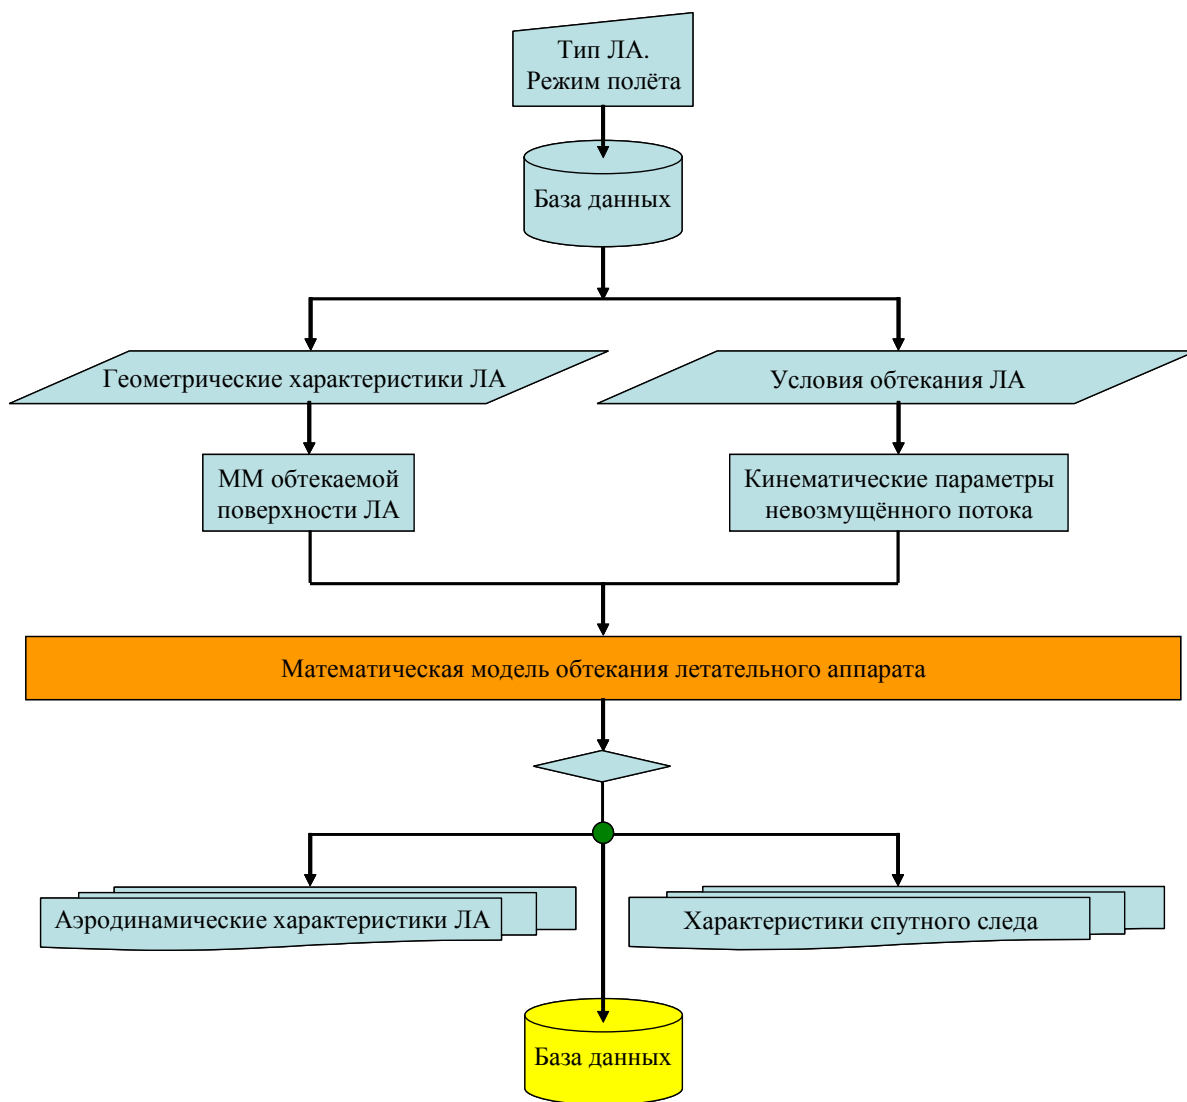 Тип ЛА.
Режим полёта
База данных
Геометрические характеристики ЛА
Условия обтекания ЛА
ММ обтекаемой
поверхности ЛА
Кинематические параметры
невозмущённого потока
Математическая модель обтекания летательного аппарата
Аэродинамические характеристики ЛА
Характеристики спутного следа
База данных